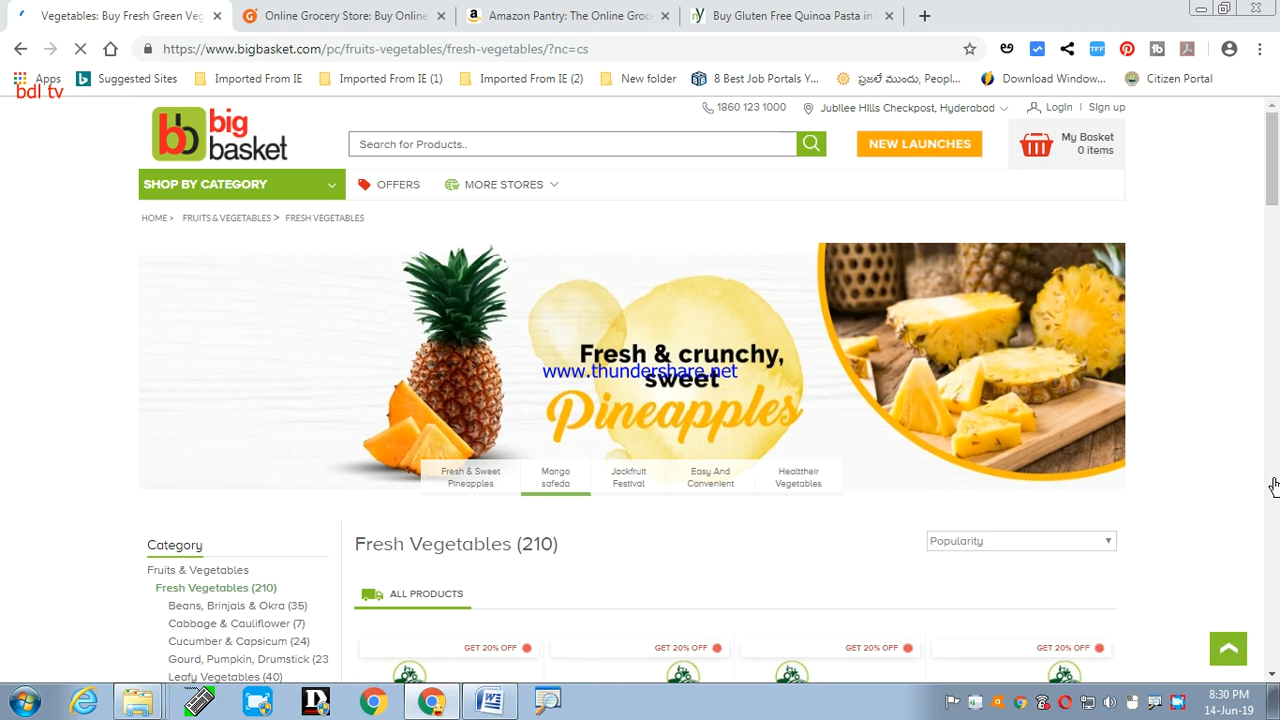 Vegetables: Buy Fresh Green Veg
Online Grocery Store: Buy Online
Amazon Pantry: The Online Groc
Buy Gluten Free Quinoa Pasta in
https://www.bigbasket.com/pc/fruits-vegetables/fresh-vegetables/?nc=cs
Apps
Suggested Sites
Imported From IE
Imported From IE (1)
Imported From IE (2)
New folder
6 Best Job Portals Y...
ప్రజలే ముందు, Peopl...
Download Window...
Citizen Portal
bdl tv
1860 123 1000
Jubilee Hills Checkpost, Hyderabad
Login | Sign up
bb big basket
Search for Products..
NEW LAUNCHES
My Basket
0 items
SHOP BY CATEGORY
OFFERS
MORE STORES
HOME > FRUITS & VEGETABLES > FRESH VEGETABLES
Fresh & crunchy,
sweet
www.thundershare.net
Pineapples
Fresh & Sweet
Pineapples
Mango
safeda
Jackfruit
Festival
Easy And
Convenient
Healttheir
Vegetables
Category
Fruits & Vegetables
Fresh Vegetables (210)
Beans, Brinjals & Okra (35)
Cabbage & Cauliflower (7)
Cucumber & Capsicum (24)
Gourd, Pumpkin, Drumstick (23
Leafy Vegetables (40)
Fresh Vegetables (210)
Popularity
ALL PRODUCTS
GET 20% OFF
GET 20% OFF
GET 20% OFF
GET 20% OFF
8:30 PM
14-Jun-19